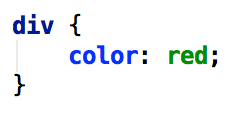 div {
    color: red;
}